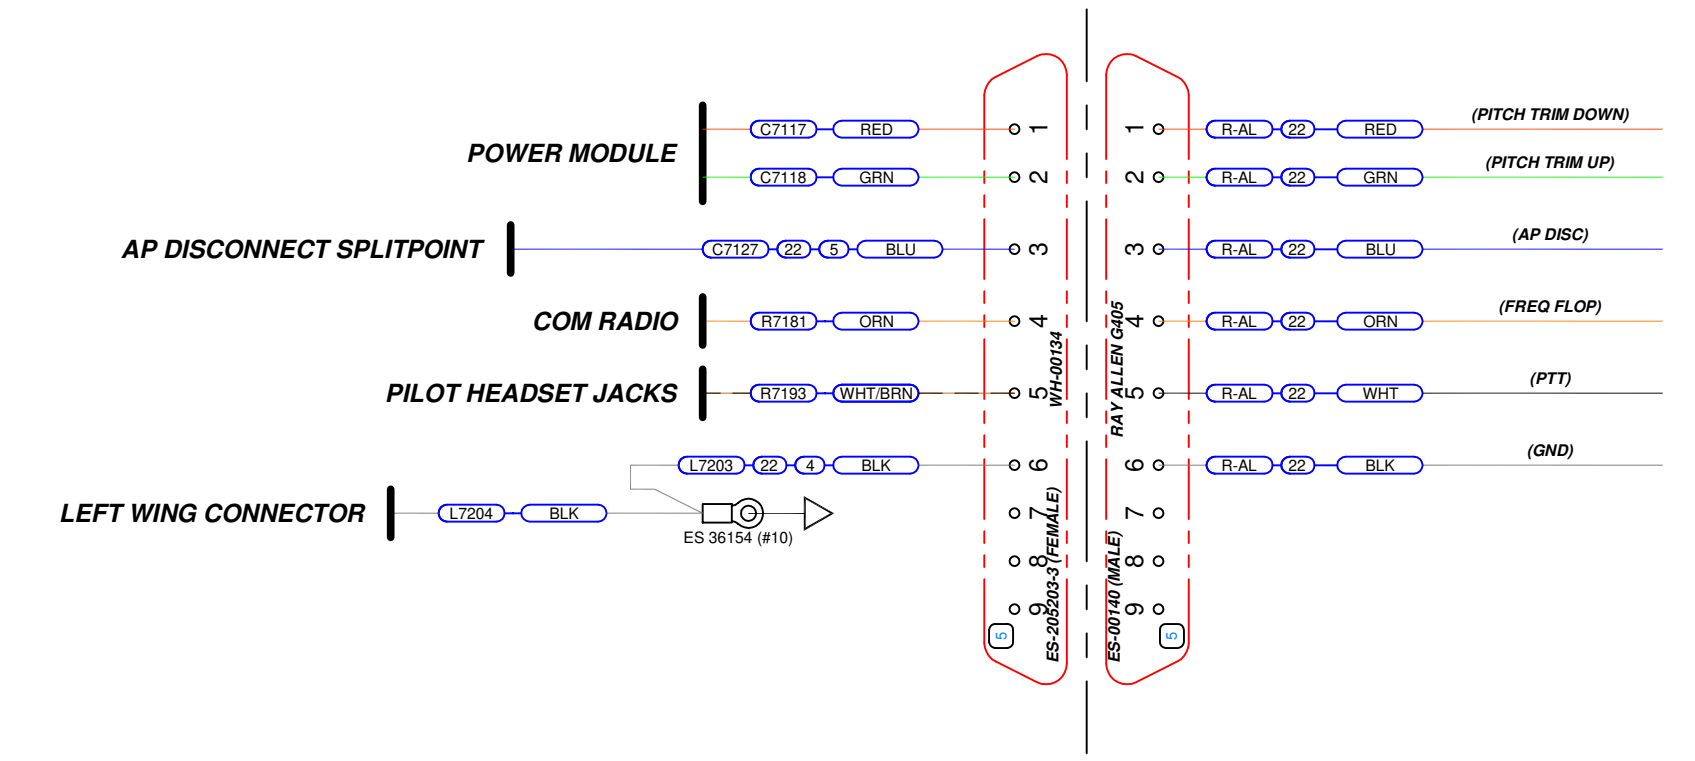 POWER MODULE
C7117 RED 1
C7118 GRN 2
AP DISCONNECT SPLITPOINT
C7127 22 5 BLU 3
COM RADIO
R7181 ORN 4
PILOT HEADSET JACKS
R7193 WHT/BRN 5
L7203 22 4 BLK 6
LEFT WING CONNECTOR
L7204 BLK
ES 36154 (#10)
7
8
9
5
WH-00134
ES-205203-3 (FEMALE)
RAY ALLEN G405
ES-00140 (MALE)
1 R-AL 22 RED (PITCH TRIM DOWN)
2 R-AL 22 GRN (PITCH TRIM UP)
3 R-AL 22 BLU (AP DISC)
4 R-AL 22 ORN (FREQ FLOP)
5 R-AL 22 WHT (PTT)
6 R-AL 22 BLK (GND)
7
8
9
5